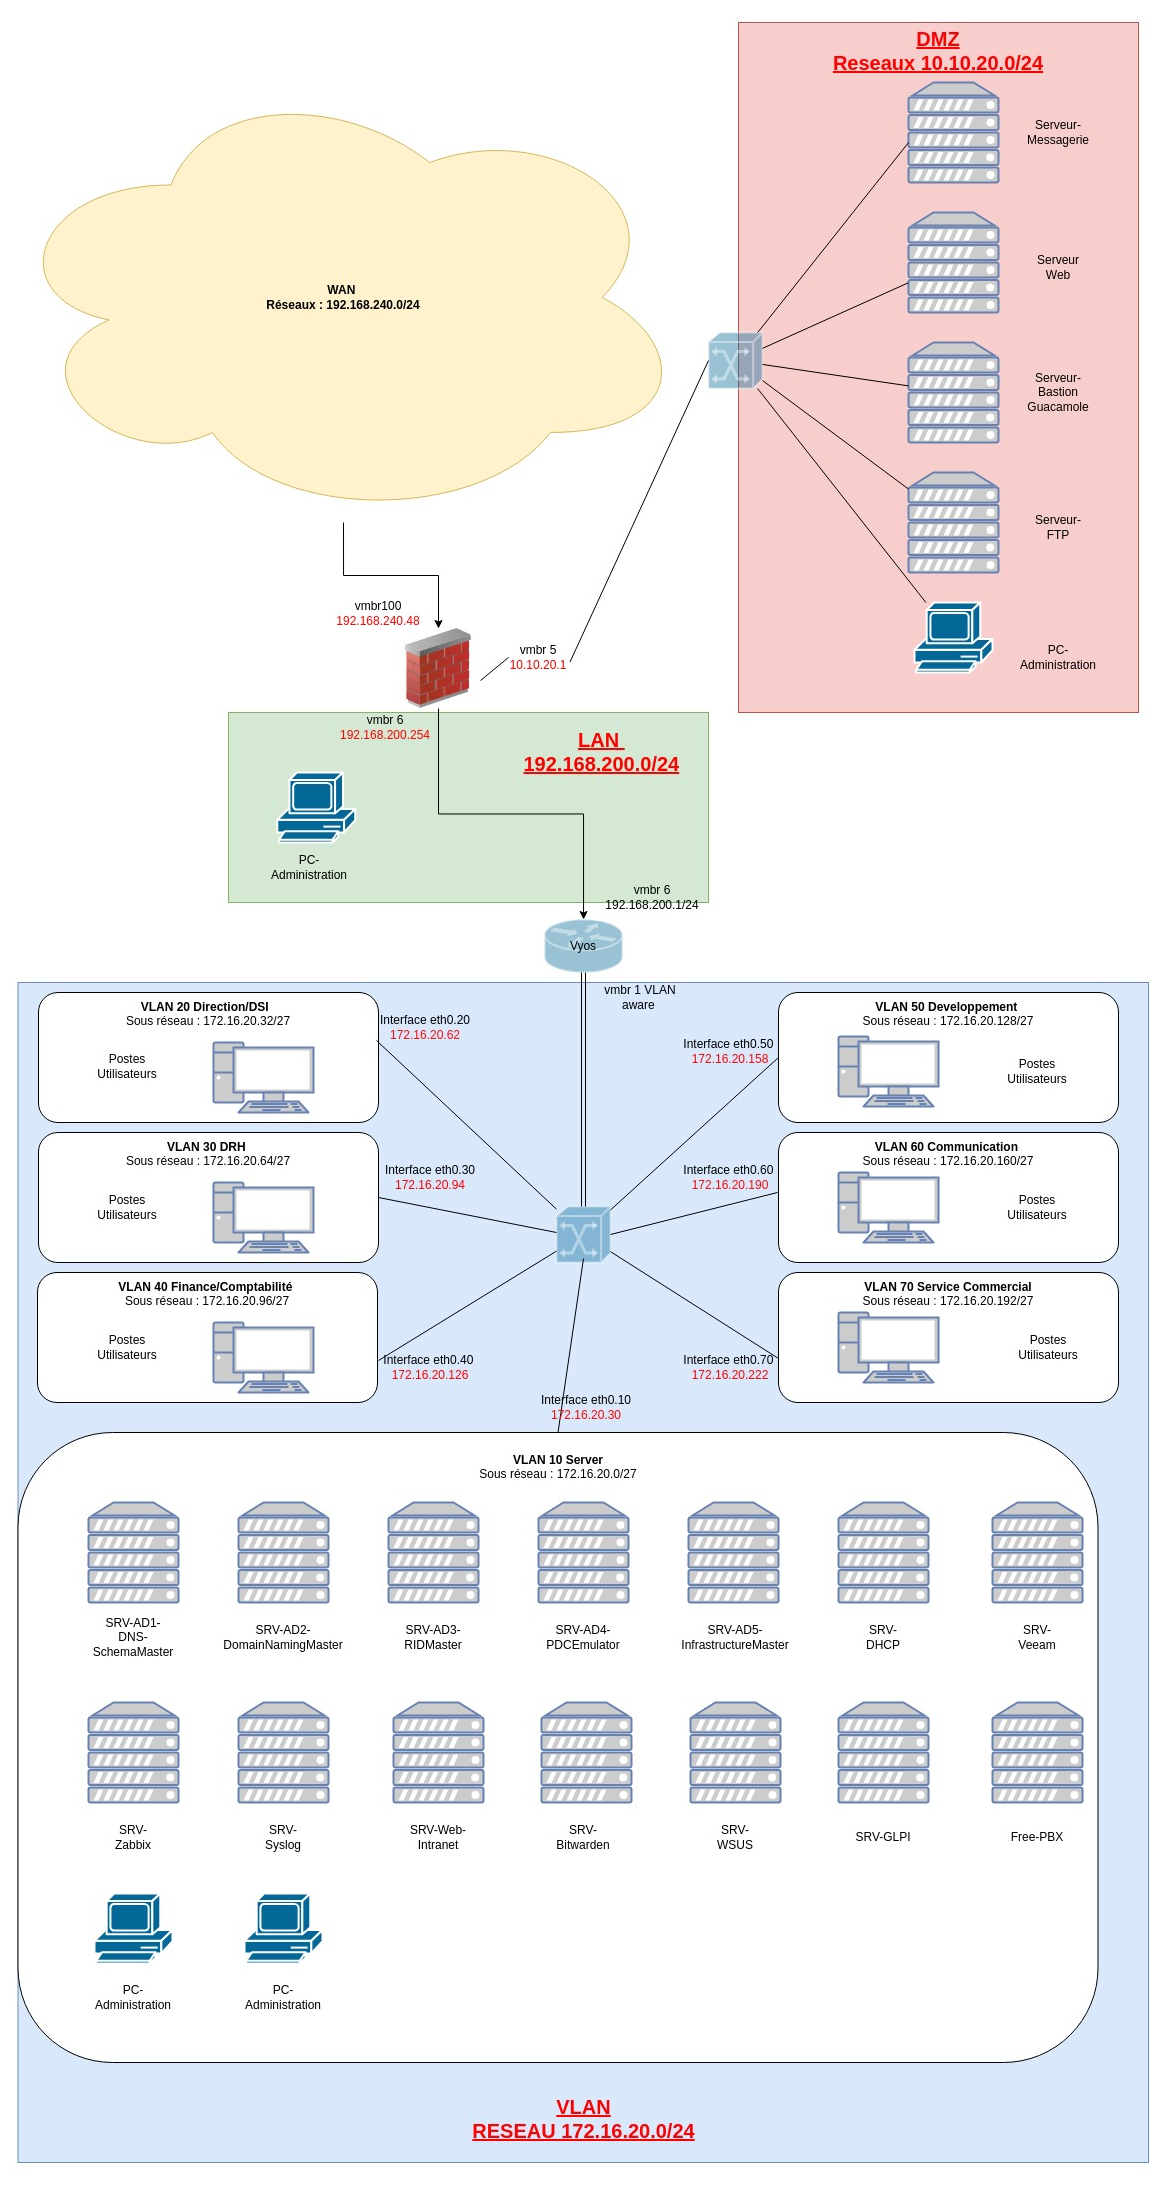 DMZ
Reseaux 10.10.20.0/24
Serveur-
Messagerie
Serveur
Web
Serveur-
Bastion
Guacamole
Serveur-
FTP
PC-
Administration
WAN
Réseaux : 192.168.240.0/24
vmbr100
192.168.240.48
vmbr 5
10.10.20.1
vmbr 6
192.168.200.254
LAN
192.168.200.0/24
PC-
Administration
vmbr 6
192.168.200.1/24
Vyos
vmbr 1 VLAN
aware
VLAN 20 Direction/DSI
Sous réseau : 172.16.20.32/27
Postes
Utilisateurs
Interface eth0.20
172.16.20.62
VLAN 50 Developpement
Sous réseau : 172.16.20.128/27
Postes
Utilisateurs
Interface eth0.50
172.16.20.158
VLAN 30 DRH
Sous réseau : 172.16.20.64/27
Postes
Utilisateurs
Interface eth0.30
172.16.20.94
VLAN 60 Communication
Sous réseau : 172.16.20.160/27
Postes
Utilisateurs
Interface eth0.60
172.16.20.190
VLAN 40 Finance/Comptabilité
Sous réseau : 172.16.20.96/27
Postes
Utilisateurs
Interface eth0.40
172.16.20.126
VLAN 70 Service Commercial
Sous réseau : 172.16.20.192/27
Postes
Utilisateurs
Interface eth0.70
172.16.20.222
Interface eth0.10
172.16.20.30
VLAN 10 Server
Sous réseau : 172.16.20.0/27
SRV-AD1-
DNS-
SchemaMaster
SRV-AD2-
DomainNamingMaster
SRV-AD3-
RIDMaster
SRV-AD4-
PDCEmulator
SRV-AD5-
InfrastructureMaster
SRV-
DHCP
SRV-
Veeam
SRV-
Zabbix
SRV-
Syslog
SRV-Web-
Intranet
SRV-
Bitwarden
SRV-
WSUS
SRV-GLPI
Free-PBX
PC-
Administration
PC-
Administration
VLAN
RESEAU 172.16.20.0/24